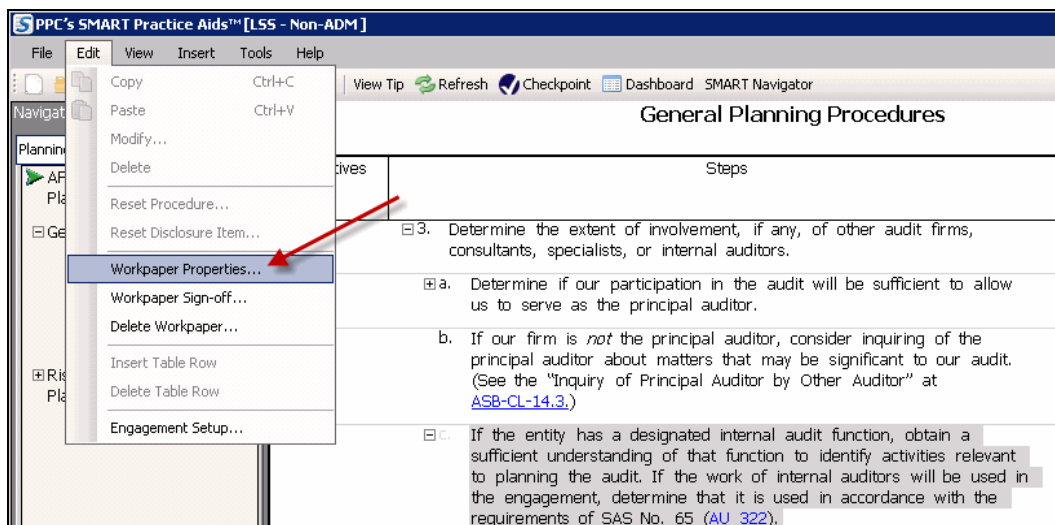 PPC's SMART Practice Aids™ [LSS - Non-ADM ]
File Edit View Insert Tools Help
View Tip Refresh Checkpoint Dashboard SMART Navigator
Copy Ctrl+C
Paste Ctrl+V
Modify...
Delete
Reset Procedure...
Reset Disclosure Item...
Workpaper Properties...
Workpaper Sign-off...
Delete Workpaper...
Insert Table Row
Delete Table Row
Engagement Setup...
Navigat
Planning
AF
Pla
Ge
Ris
Pla
General Planning Procedures
tives Steps
3. Determine the extent of involvement, if any, of other audit firms,
consultants, specialists, or internal auditors.
a. Determine if our participation in the audit will be sufficient to allow
us to serve as the principal auditor.
b. If our firm is not the principal auditor, consider inquiring of the
principal auditor about matters that may be significant to our audit.
(See the "Inquiry of Principal Auditor by Other Auditor" at
ASB-CL-14.3.)
c. If the entity has a designated internal audit function, obtain a
sufficient understanding of that function to identify activities relevant
to planning the audit. If the work of internal auditors will be used in
the engagement, determine that it is used in accordance with the
requirements of SAS No. 65 (AU 322).